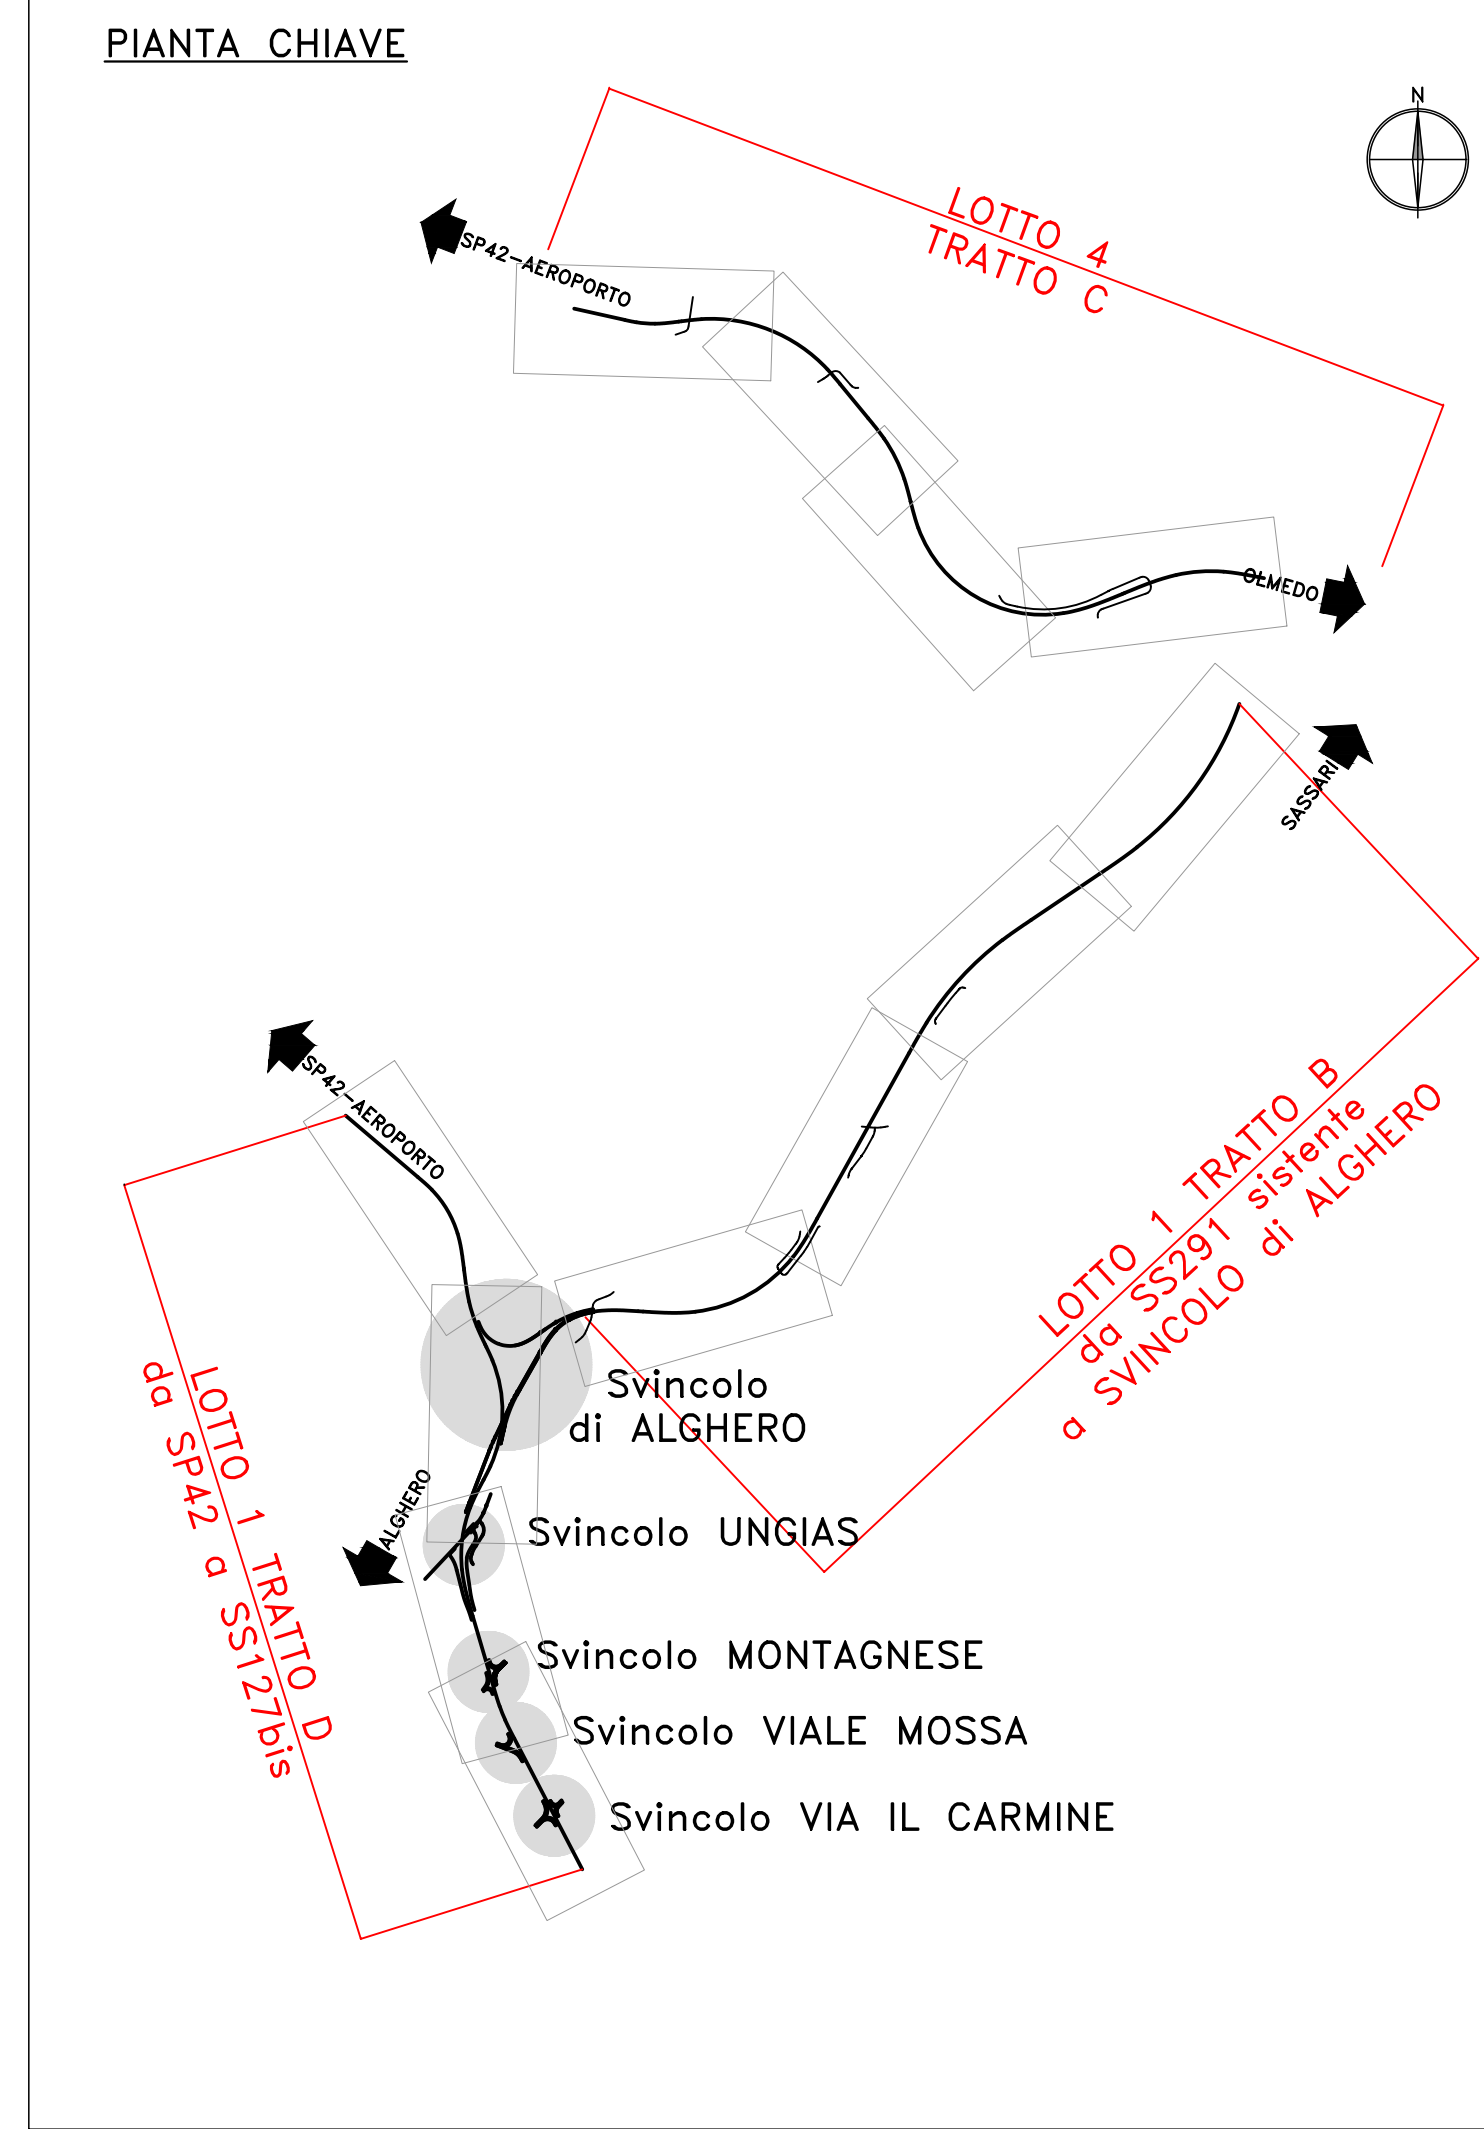 PIANTA CHIAVE
N
LOTTO 4
TRATTO C
SP42-AEROPORTO
OLMEDO
SASSARI
SP42-AEROPORTO
LOTTO 1 TRATTO B
da SS291 sistente
a SVINCOLO di ALGHERO
Svincolo
di ALGHERO
LOTTO 1 TRATTO D
da SP42 a SS127bis
ALGHERO
Svincolo UNGIAS
Svincolo MONTAGNESE
Svincolo VIALE MOSSA
Svincolo VIA IL CARMINE